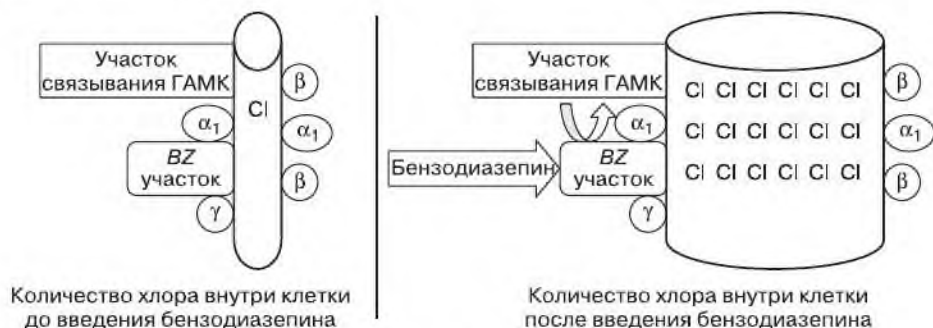 Участок
связывания ГАМК
Cl
β
α₁
α₁
BZ
участок
β
γ
Количество хлора внутри клетки
до введения бензодиазепина
Участок
связывания ГАМК
Cl Cl Cl Cl Cl Cl
β
α₁
Cl Cl Cl Cl Cl Cl
α₁
Бензодиазепин
BZ
участок
Cl Cl Cl Cl Cl Cl
β
γ
Количество хлора внутри клетки
после введения бензодиазепина